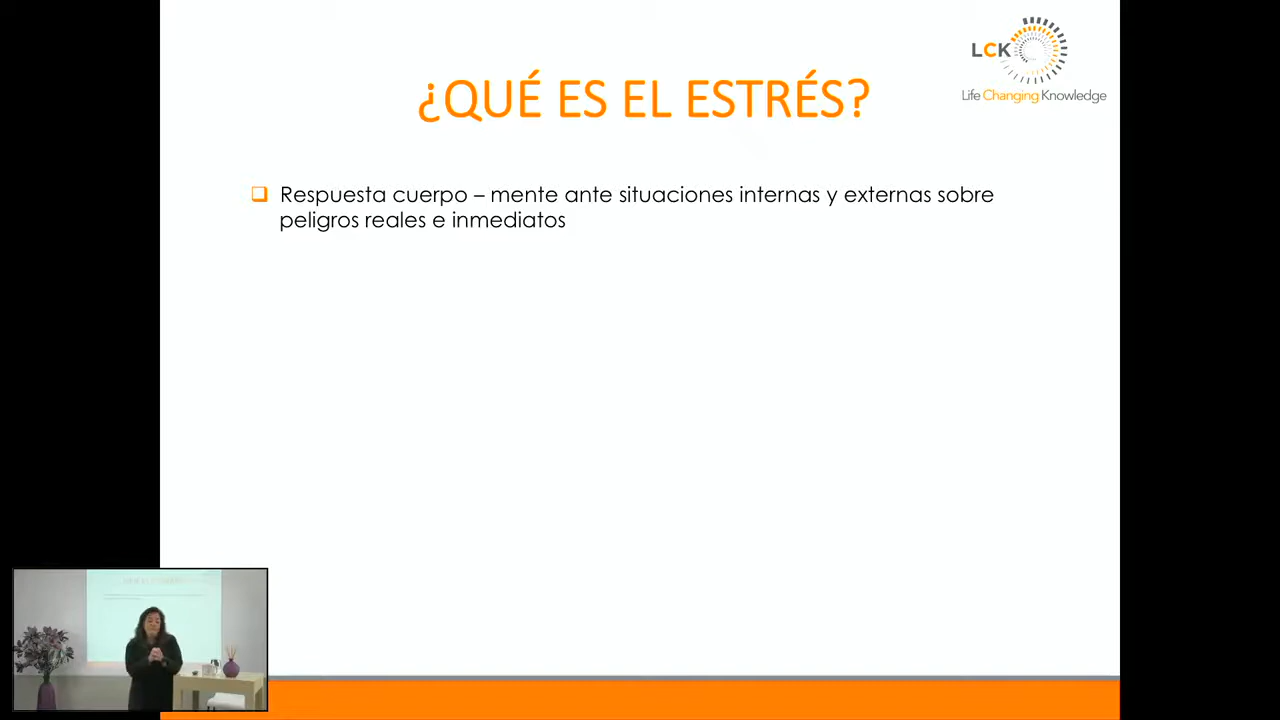 LCK
Life Changing Knowledge
¿QUÉ ES EL ESTRÉS?
Respuesta cuerpo – mente ante situaciones internas y externas sobre
peligros reales e inmediatos